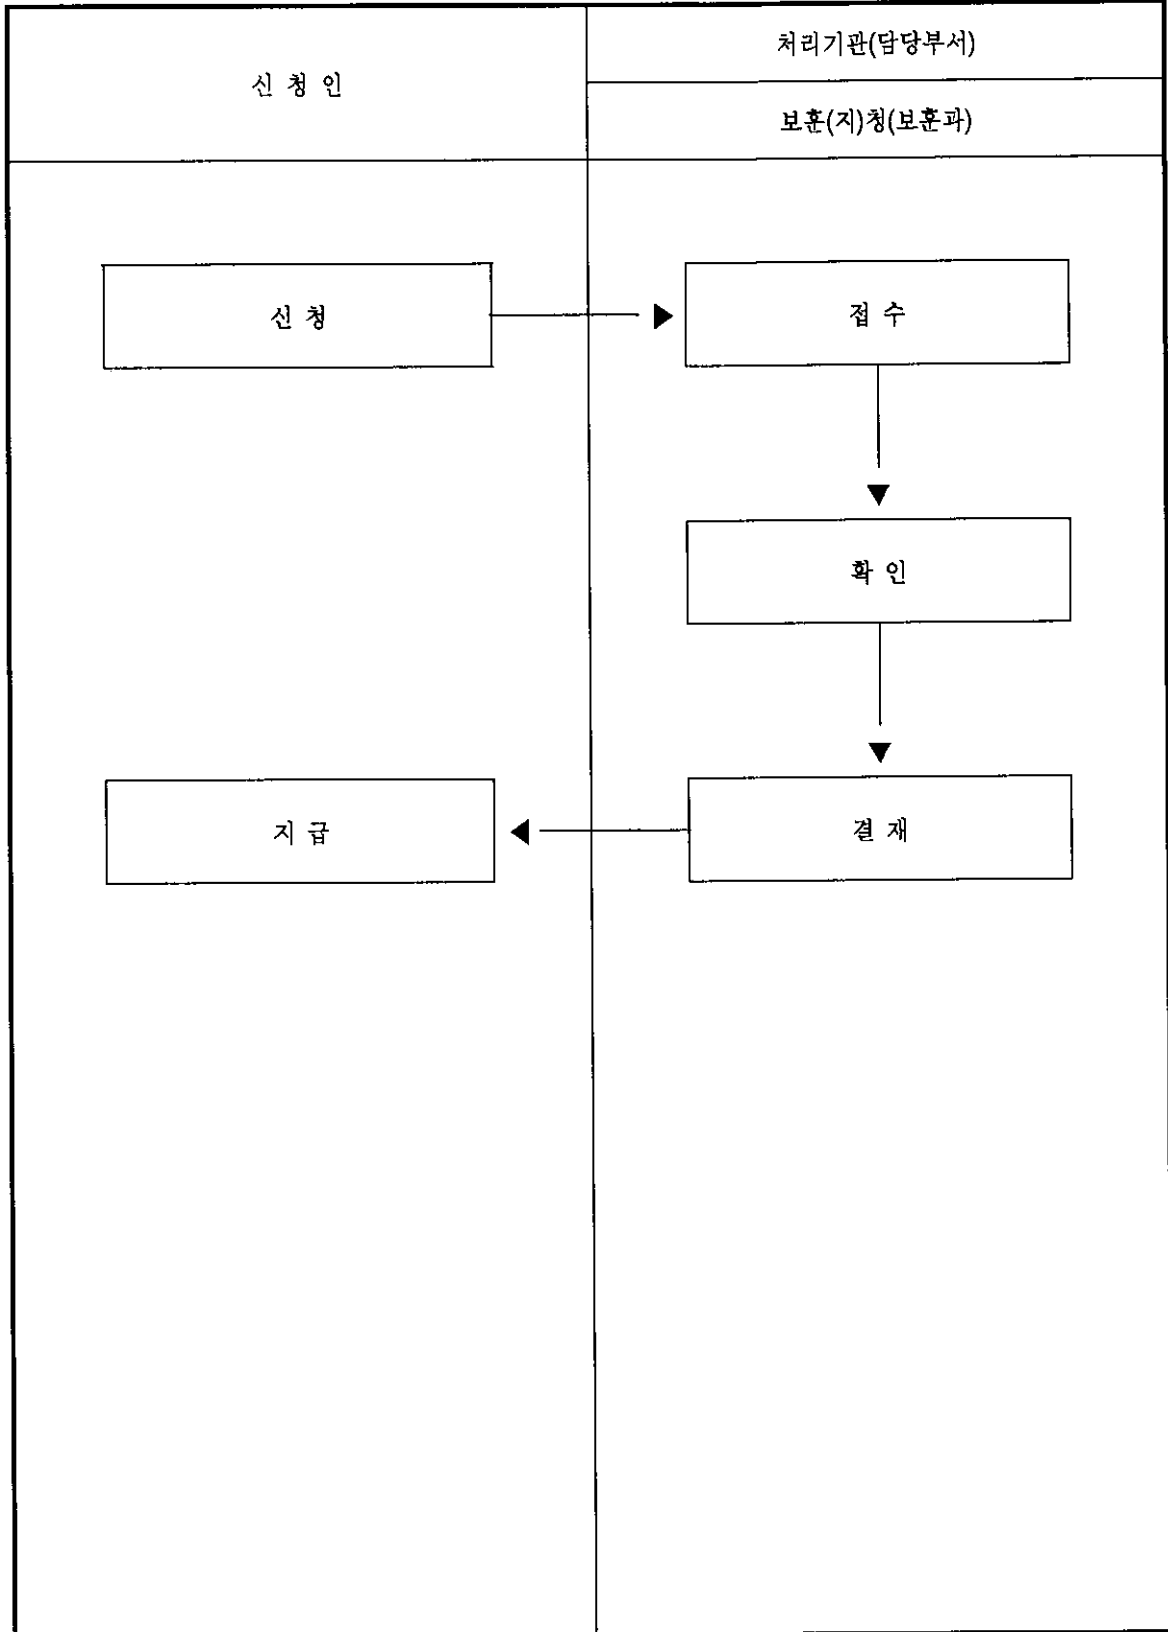 신 청 인
처리기관(담당부서)
보훈(지)청(보훈과)
신 청
접 수
확 인
지 급
결 재